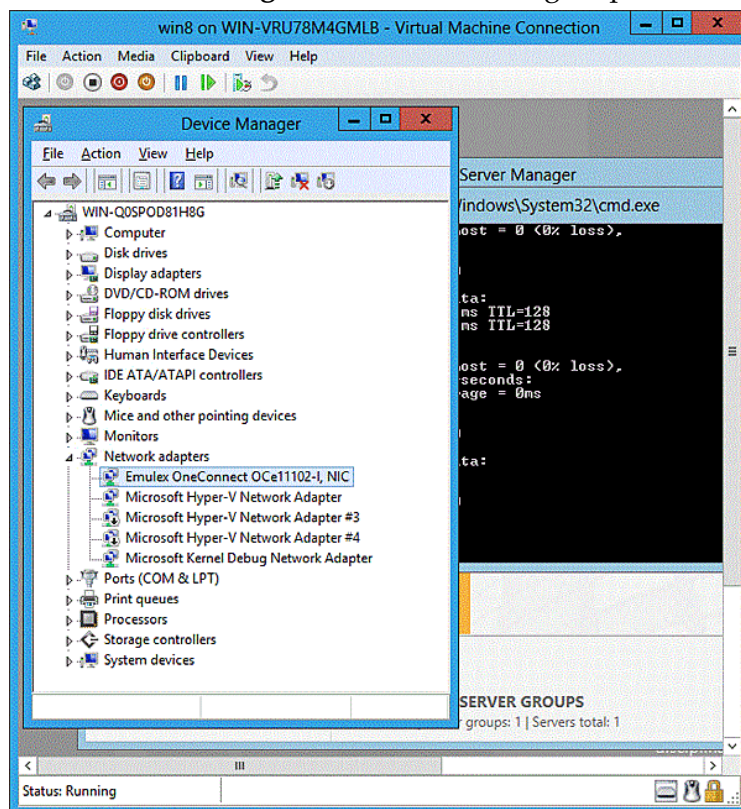 win8 on WIN-VRU78M4GMLB - Virtual Machine Connection
File Action Media Clipboard View Help
Device Manager
File Action View Help
WIN-Q0SPOD81H8G
Computer
Disk drives
Display adapters
DVD/CD-ROM drives
Floppy disk drives
Floppy drive controllers
Human Interface Devices
IDE ATA/ATAPI controllers
Keyboards
Mice and other pointing devices
Monitors
Network adapters
Emulex OneConnect OCe11102-I, NIC
Microsoft Hyper-V Network Adapter
Microsoft Hyper-V Network Adapter #3
Microsoft Hyper-V Network Adapter #4
Microsoft Kernel Debug Network Adapter
Ports (COM & LPT)
Print queues
Processors
Storage controllers
System devices
Server Manager
indows\System32\cmd.exe
ost = 0 (0% loss),
ta:
ms TTL=128
ms TTL=128
ost = 0 (0% loss),
seconds:
age = 0ms
ta:
SERVER GROUPS
groups: 1 | Servers total: 1
Status: Running